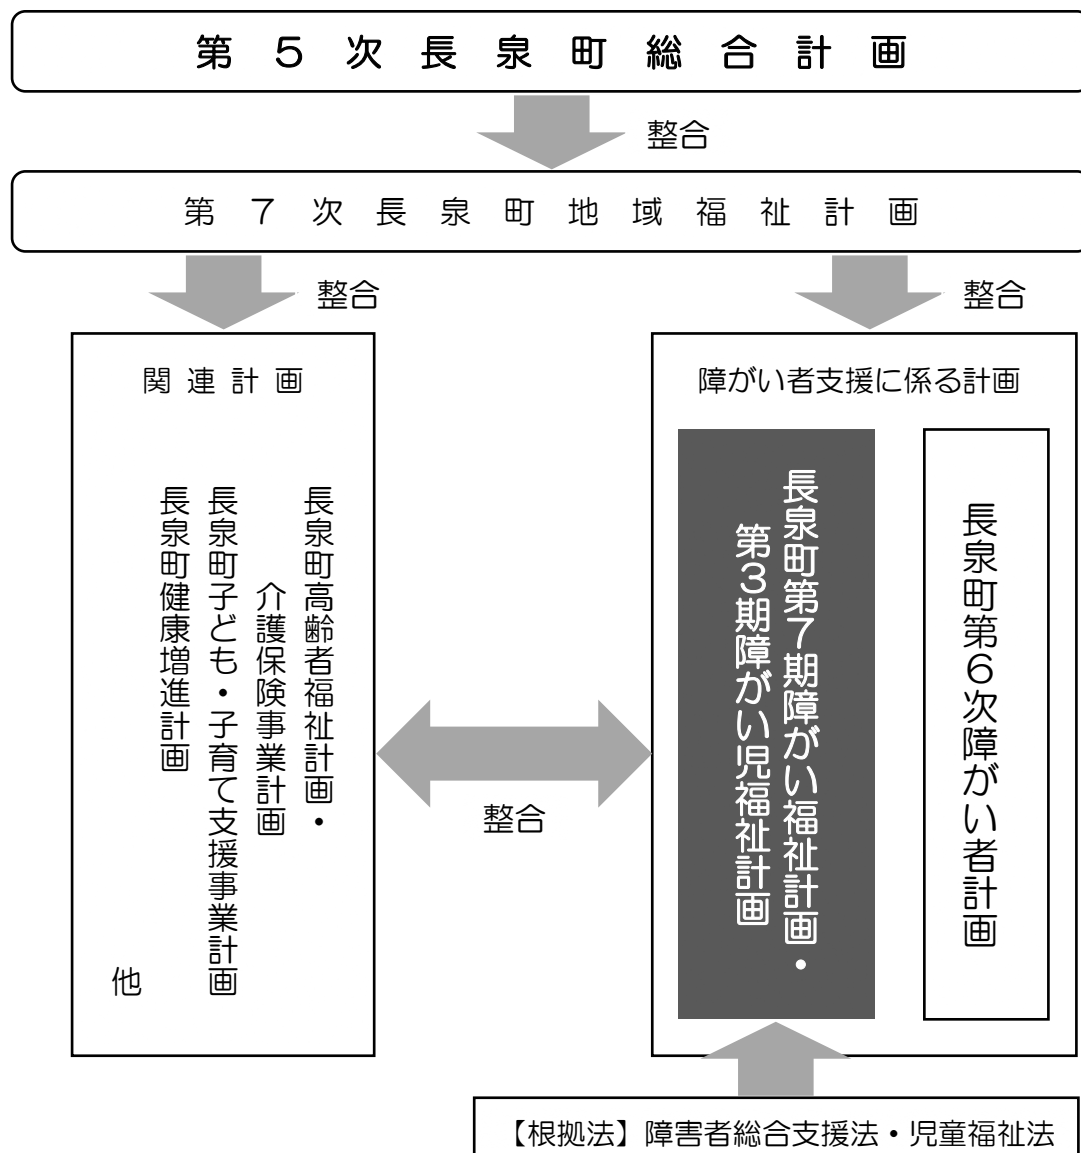 第５次長泉町総合計画
整合
第７次長泉町地域福祉計画
整合
整合
関連計画
長泉町高齢者福祉計画・
介護保険事業計画
長泉町子ども・子育て支援事業計画
長泉町健康増進計画
他
整合
障がい者支援に係る計画
長泉町第６次障がい者計画
長泉町第７期障がい福祉計画・
第３期障がい児福祉計画
【根拠法】障害者総合支援法・児童福祉法